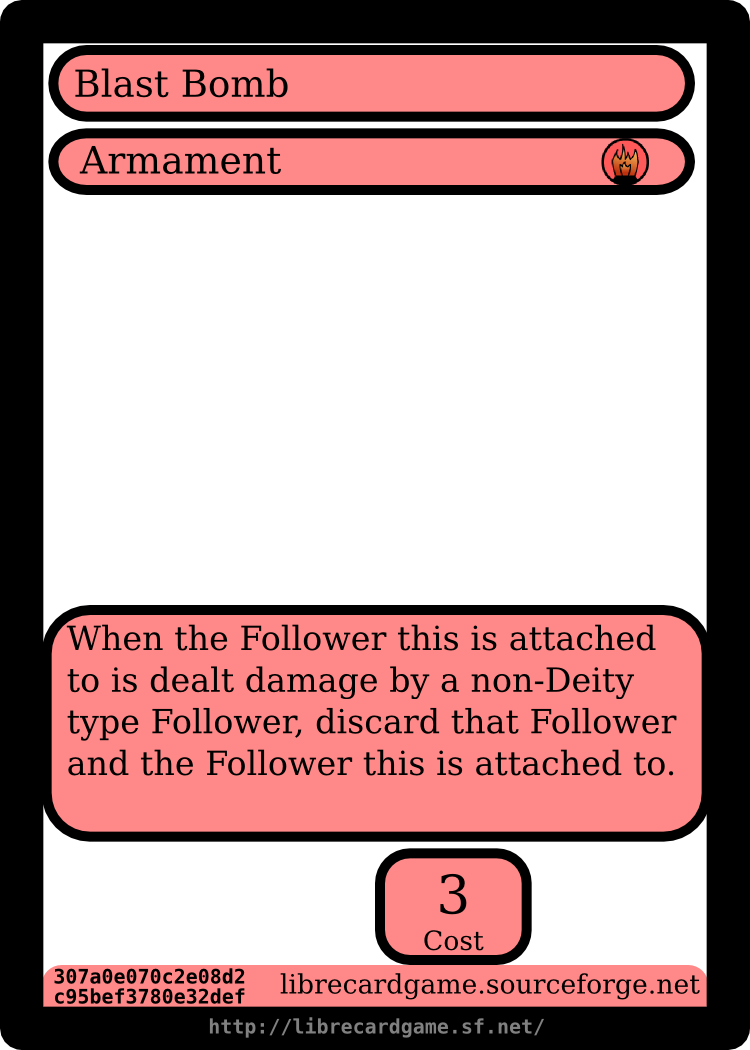 Blast Bomb
Armament
When the Follower this is attached
to is dealt damage by a non-Deity
type Follower, discard that Follower
and the Follower this is attached to.
3
Cost
307a0e070c2e08d2
c95bef3780e32def
librecardgame.sourceforge.net
http://librecardgame.sf.net/